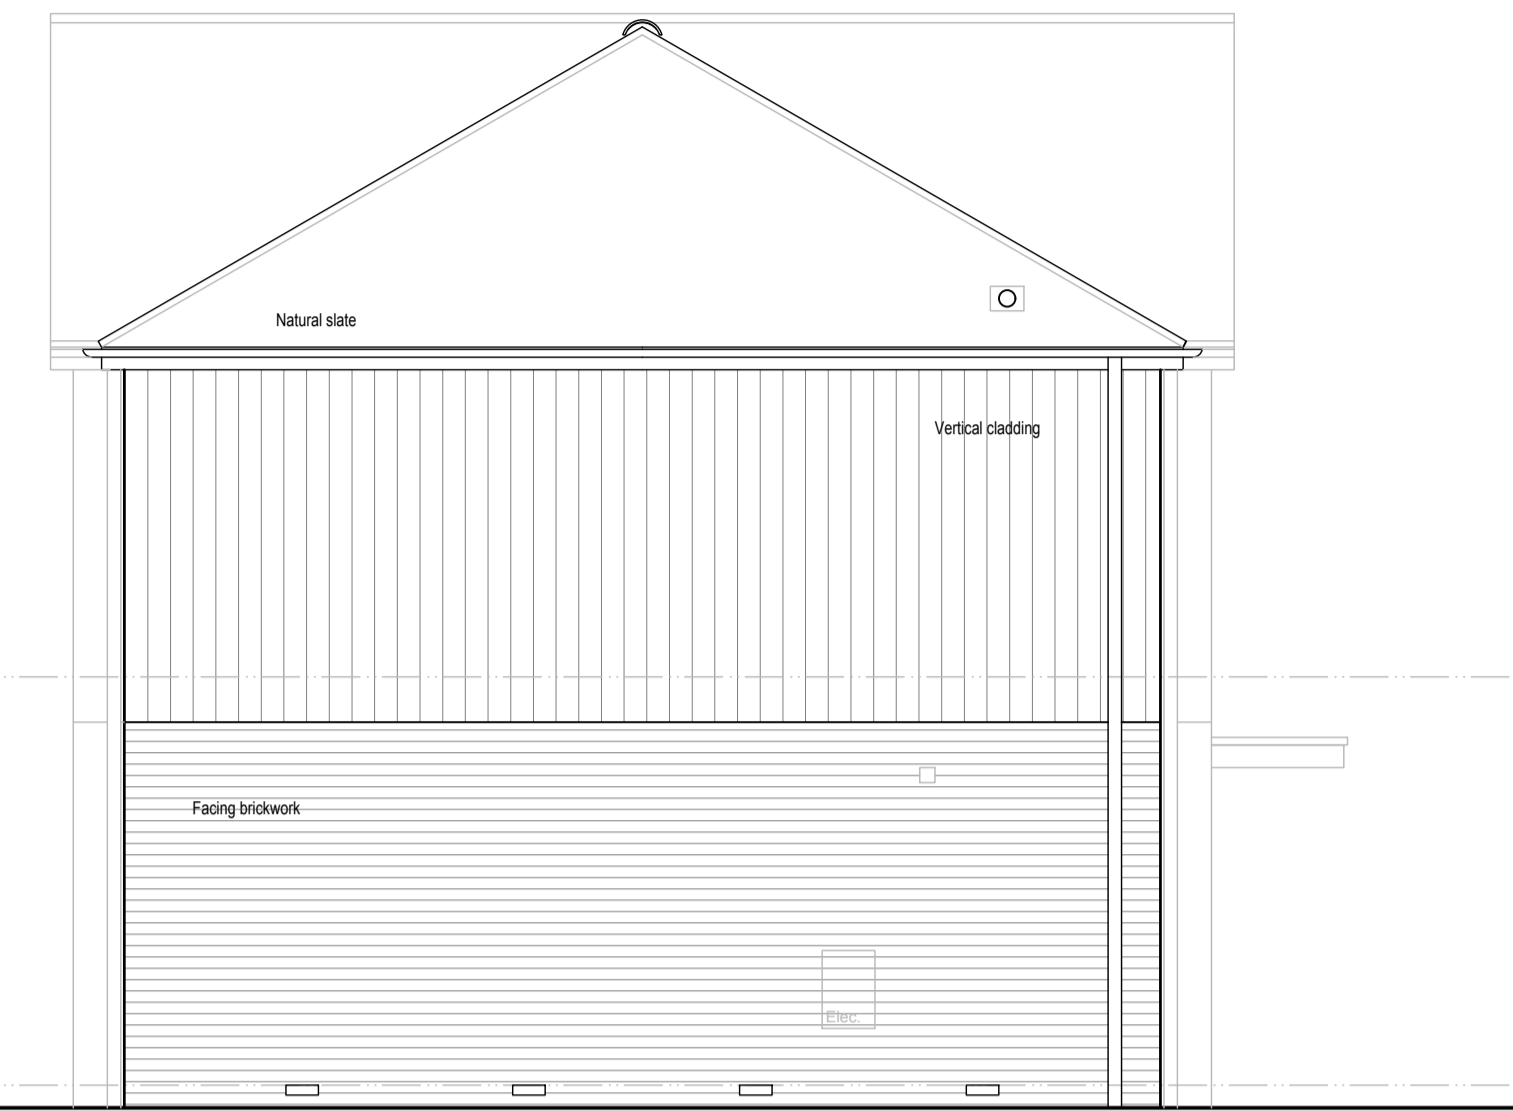 Natural slate
Vertical cladding
Facing brickwork
Elec.